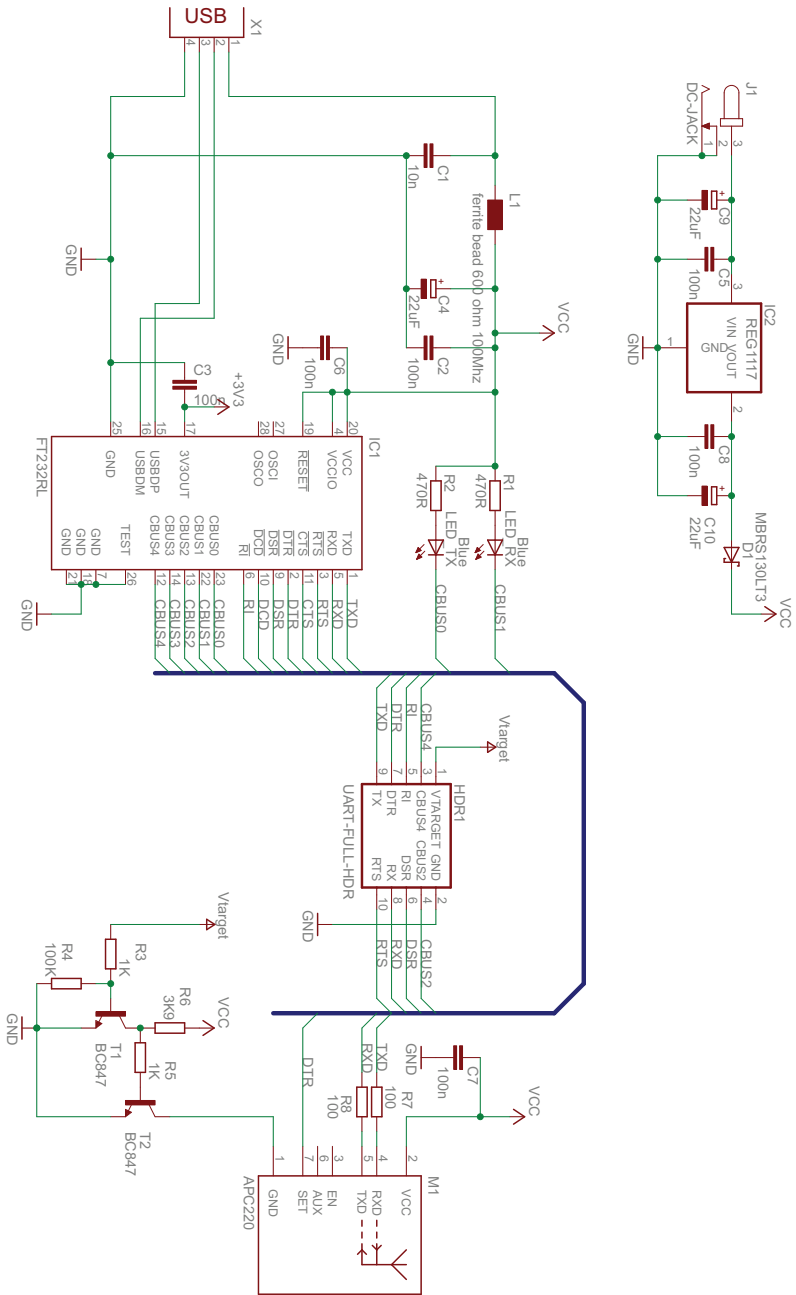 USB
X1
4
3
2
1
J1
DC-JACK
1
2
3
C9
22uF
C5
100n
3
IC2
REG1117
VIN VOUT
GND
1
2
GND
C8
100n
C10
22uF
MBRS130LT3
D1
VCC
C1
10n
L1
ferrite bead 600 ohm 100Mhz
C4
22uF
C2
100n
VCC
GND
GND
C6
100n
C3
100n
+3V3
FT232RL
IC1
25
16
15
17
28
27
19
4
20
GND
USBDM
USBDP
3V3OUT
OSCO
OSCI
RESET
VCCIO
VCC
GND
GND
GND
TEST
CBUS4
CBUS3
CBUS2
CBUS1
CBUS0
RI
DCD
DSR
DTR
CTS
RTS
RXD
TXD
21
18
7
26
12
14
13
22
23
6
10
9
2
11
3
5
1
GND
CBUS4
CBUS3
CBUS2
CBUS1
CBUS0
RI
DCD
DSR
DTR
CTS
RTS
RXD
TXD
R2
470R
R1
470R
LED_TX
Blue
LED_RX
Blue
CBUS0
CBUS1
TXD
DTR
RI
CBUS4
Vtarget
9
7
5
3
1
HDR1
UART-FULL-HDR
TX
DTR
RI
CBUS4
VTARGET
RTS
RX
DSR
CBUS2
GND
10
8
6
4
2
GND
RTS
RXD
DSR
CBUS2
Vtarget
R3
1K
R4
100K
R6
3K9
VCC
GND
T1
BC847
R5
1K
T2
BC847
DTR
RXD
TXD
GND
C7
100n
VCC
R8
100
R7
100
1
7
6
3
5
4
2
M1
APC220
GND
SET
AUX
EN
TXD
RXD
VCC